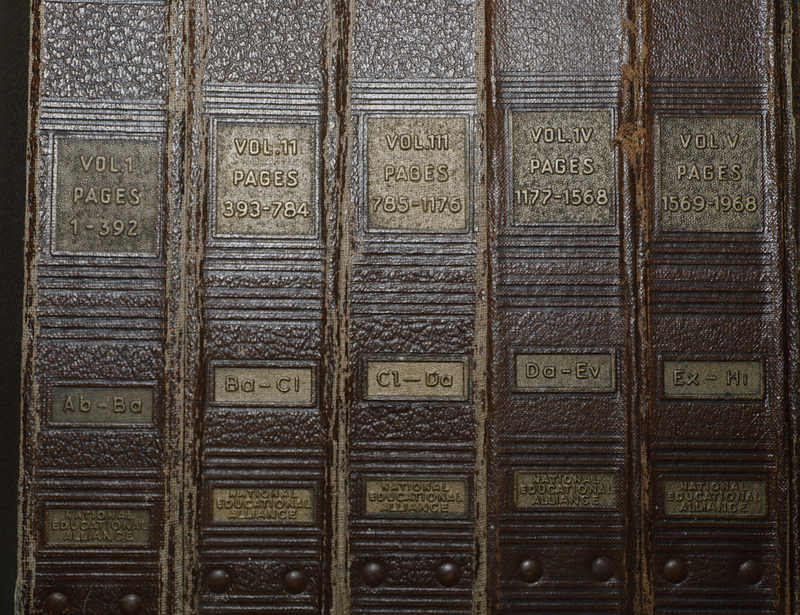 VOL.1
PAGES
1-392
Ab-Ba
NATIONAL
EDUCATIONAL
ALLIANCE
VOL.11
PAGES
393-784
Ba-Cl
NATIONAL
EDUCATIONAL
ALLIANCE
VOL.111
PAGES
785-1176
Cl-Da
NATIONAL
EDUCATIONAL
ALLIANCE
VOL.1V
PAGES
1177-1568
Da-Ev
NATIONAL
EDUCATIONAL
ALLIANCE
VOL.V
PAGES
1569-1968
Ex-Hi
NATIONAL
EDUCATIONAL
ALLIANCE